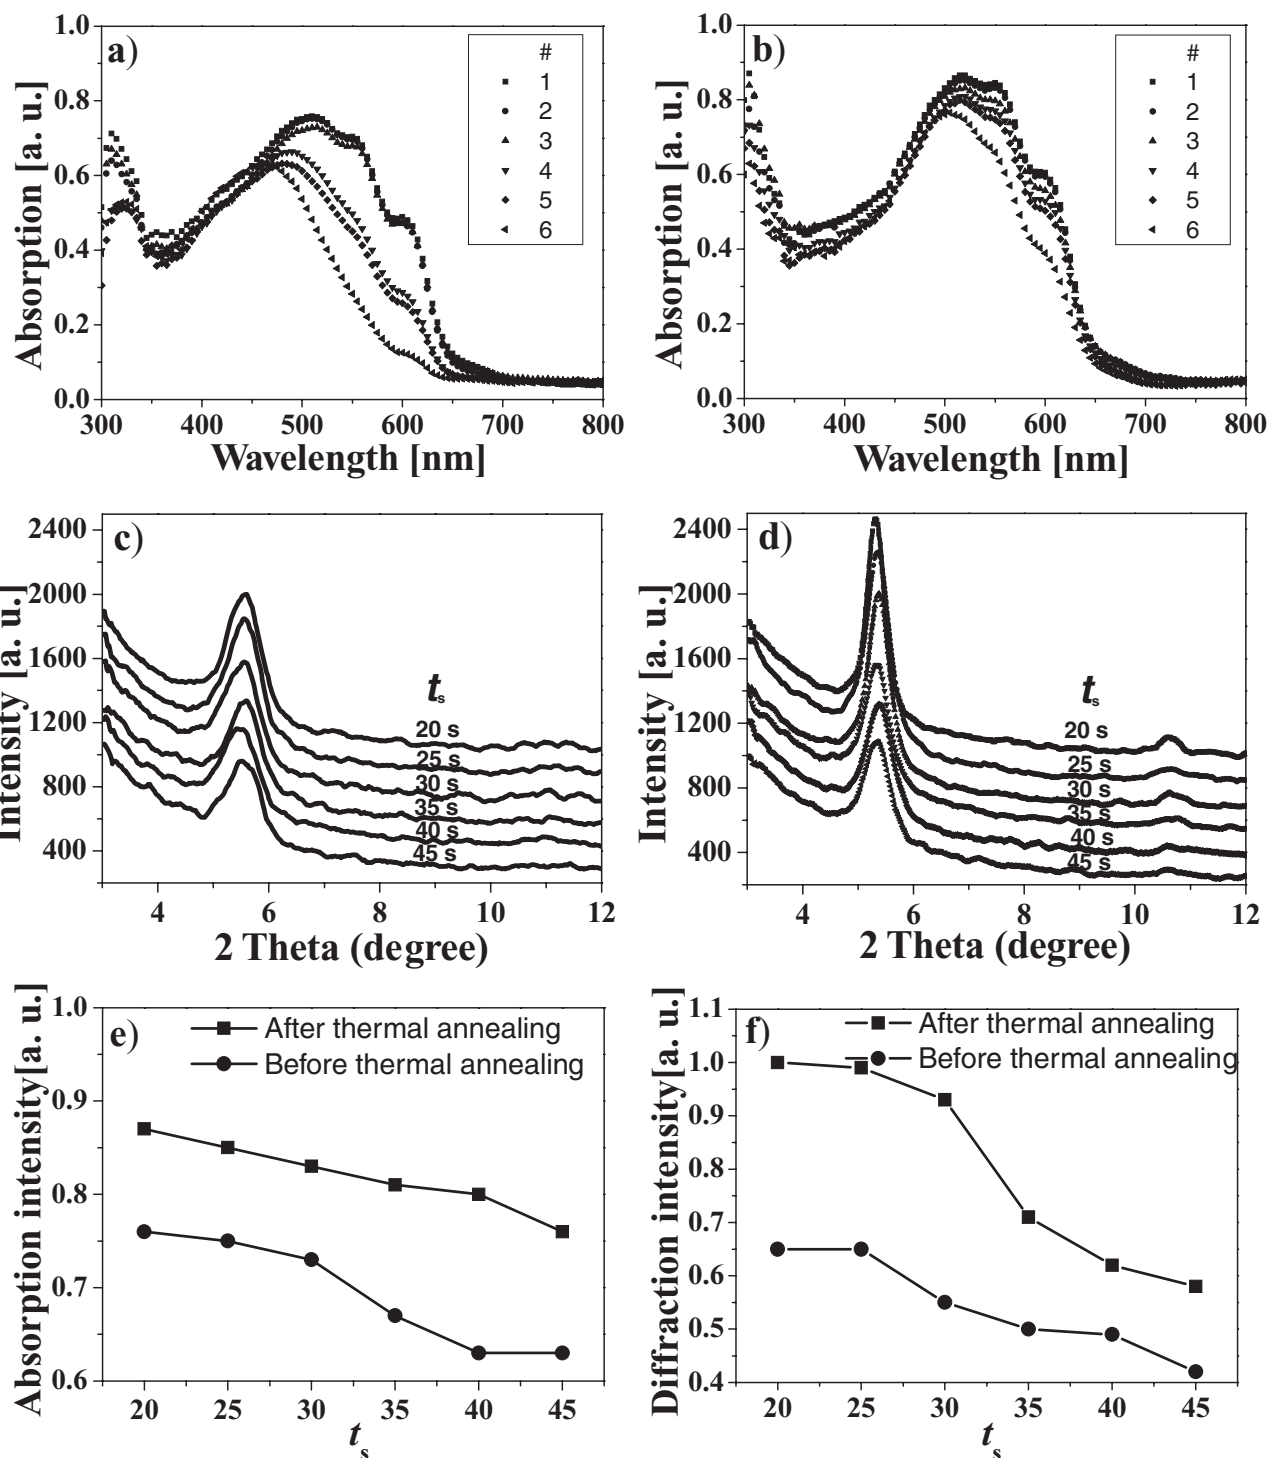 a)
#
1
2
3
4
5
6
1.0
0.8
0.6
0.4
0.2
0.0
Absorption [a. u.]
300 400 500 600 700 800
Wavelength [nm]
b)
#
1
2
3
4
5
6
1.0
0.8
0.6
0.4
0.2
0.0
Absorption [a. u.]
300 400 500 600 700 800
Wavelength [nm]
c)
2400
2000
1600
1200
800
400
Intensity [a. u.]
ts
20 s
25 s
30 s
35 s
40 s
45 s
4 6 8 10 12
2 Theta (degree)
d)
2400
2000
1600
1200
800
400
Intensity [a. u.]
ts
20 s
25 s
30 s
35 s
40 s
45 s
4 6 8 10 12
2 Theta (degree)
e)
After thermal annealing
Before thermal annealing
1.0
0.9
0.8
0.7
0.6
Absorption intensity[a. u.]
20 25 30 35 40 45
ts
f)
After thermal annealing
Before thermal annealing
1.1
1.0
0.9
0.8
0.7
0.6
0.5
0.4
Diffraction intensity[a. u.]
20 25 30 35 40 45
ts